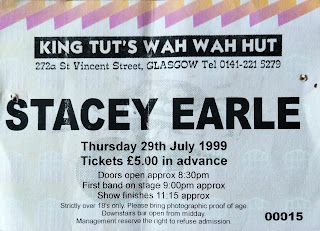 KING TUT'S WAH WAH HUT
272a St Vincent Street, GLASGOW Tel 0141-221 5279
STACEY EARLE
Thursday 29th July 1999
Tickets £5.00 in advance
Doors open approx 8:30pm
First band on stage 9:00pm approx
Show finishes 11:15 approx
Strictly over 18's only. Please bring photographic proof of age.
Downstairs bar open from midday.
Management reserve the right to refuse admission.
00015